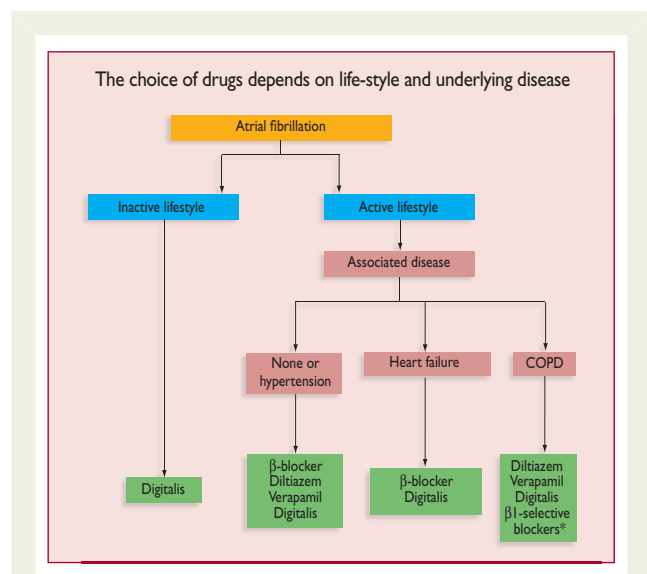 The choice of drugs depends on life-style and underlying disease
Atrial fibrillation
Inactive lifestyle
Active lifestyle
Associated disease
None or
hypertension
Heart failure
COPD
Digitalis
β-blocker
Diltiazem
Verapamil
Digitalis
β-blocker
Digitalis
Diltiazem
Verapamil
Digitalis
β1-selective
blockers*